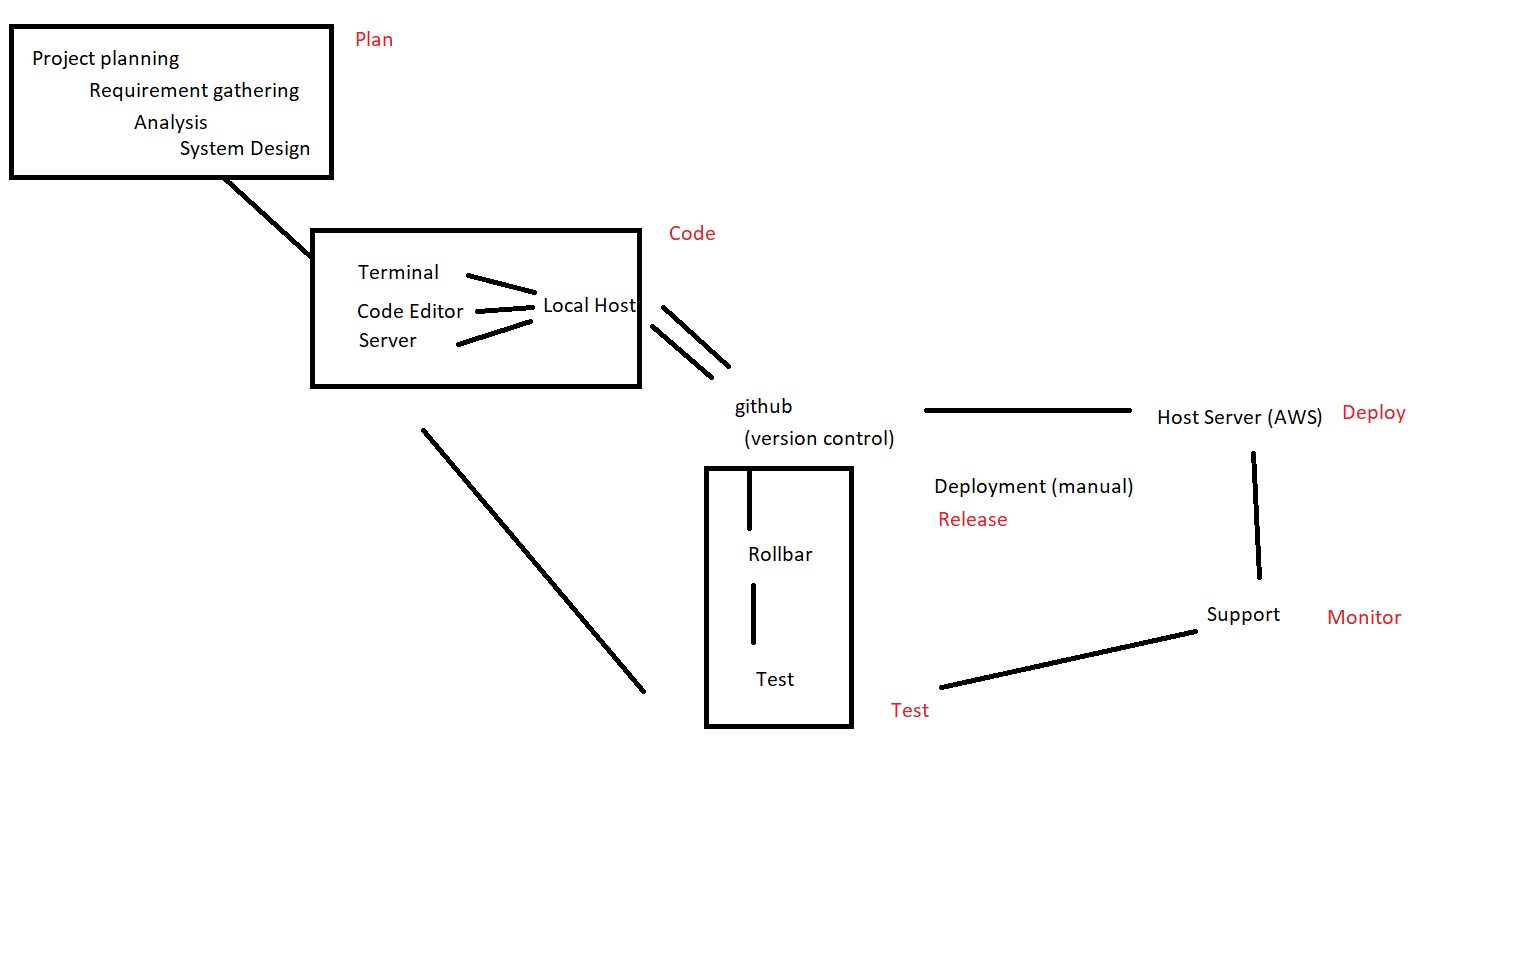 Plan
Project planning
Requirement gathering
Analysis
System Design
Code
Terminal
Code Editor
Server
Local Host
github
(version control)
Host Server (AWS)
Deploy
Deployment (manual)
Release
Rollbar
Support
Monitor
Test
Test